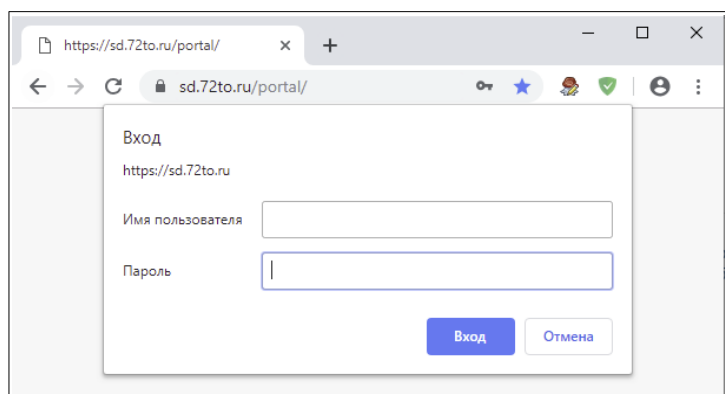 https://sd.72to.ru/portal/
sd.72to.ru/portal/
Вход
https://sd.72to.ru
Имя пользователя
Пароль
Вход Отмена